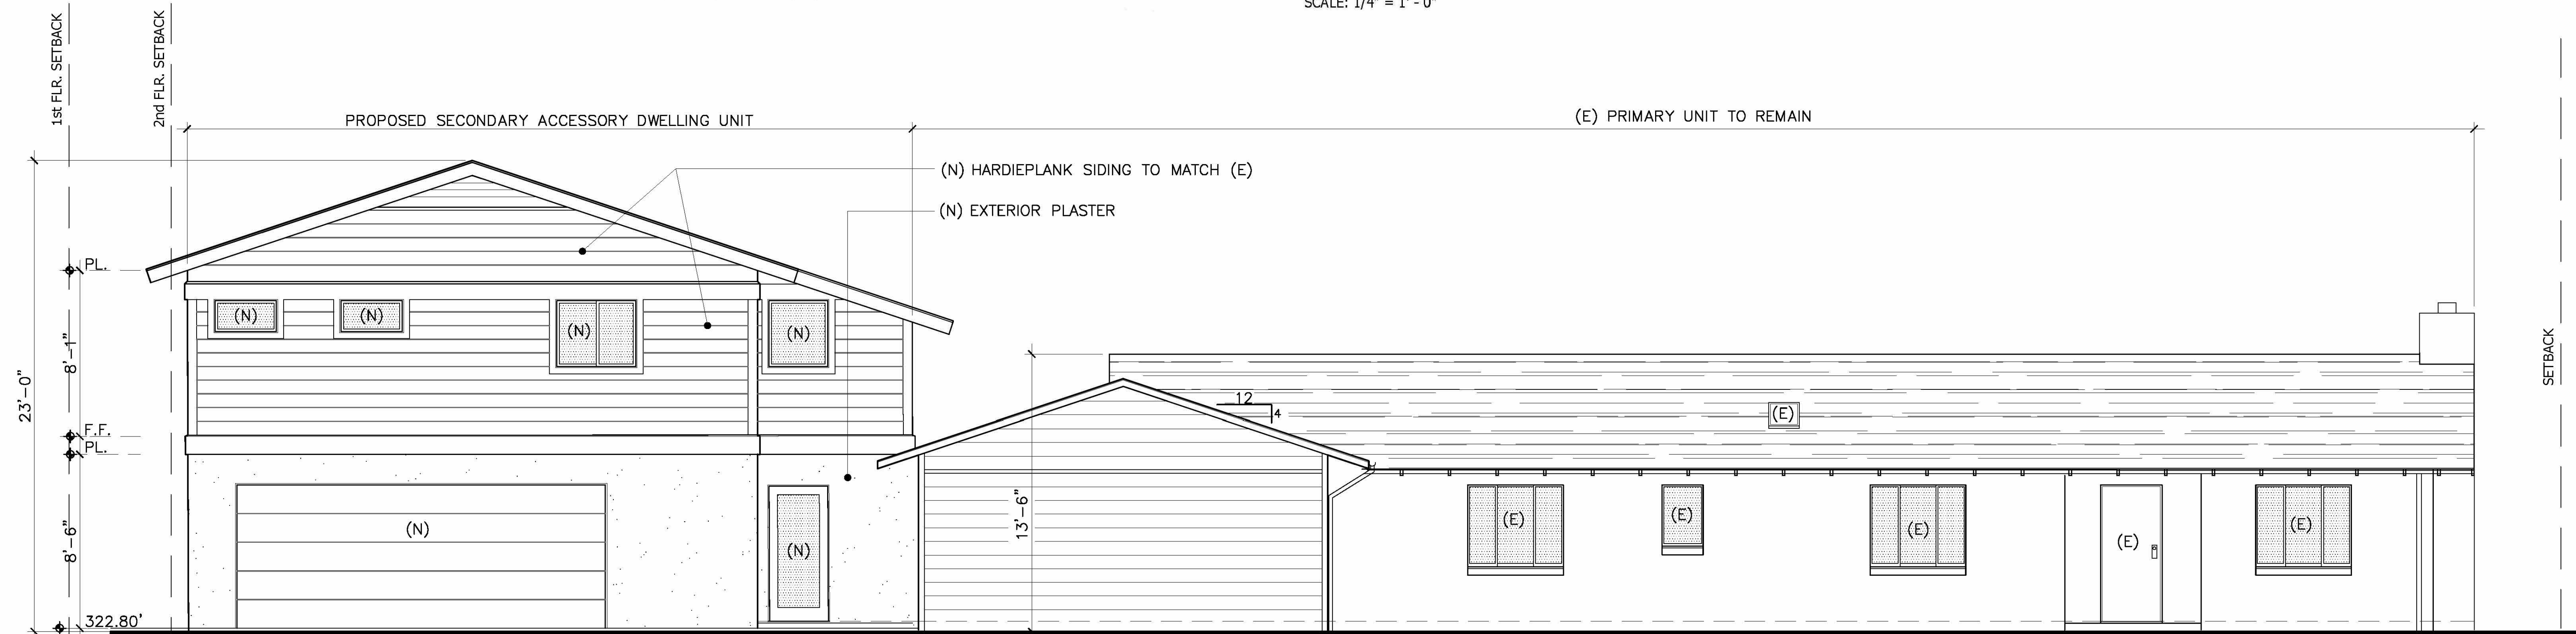 SCALE: 1/4" = 1' - 0"
1st FLR. SETBACK
2nd FLR. SETBACK
PROPOSED SECONDARY ACCESSORY DWELLING UNIT
(E) PRIMARY UNIT TO REMAIN
(N) HARDIEPLANK SIDING TO MATCH (E)
(N) EXTERIOR PLASTER
PL.
(N)
(N)
(N)
(N)
8'-1"
23'-0"
SETBACK
12
4
(E)
F.F.
PL.
13'-6"
(N)
(N)
8'-6"
(E)
(E)
(E)
(E)
(E)
322.80'